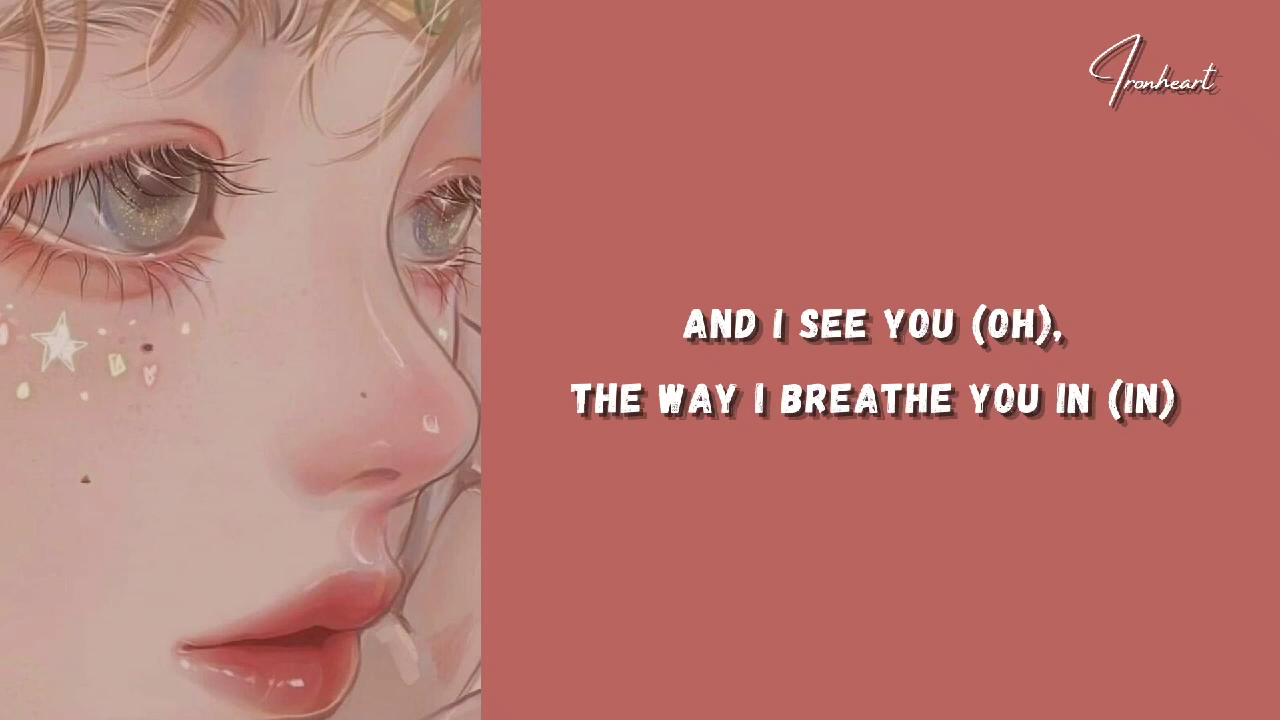 Ironheart
AND I SEE YOU (OH),
THE WAY I BREATHE YOU IN (IN)